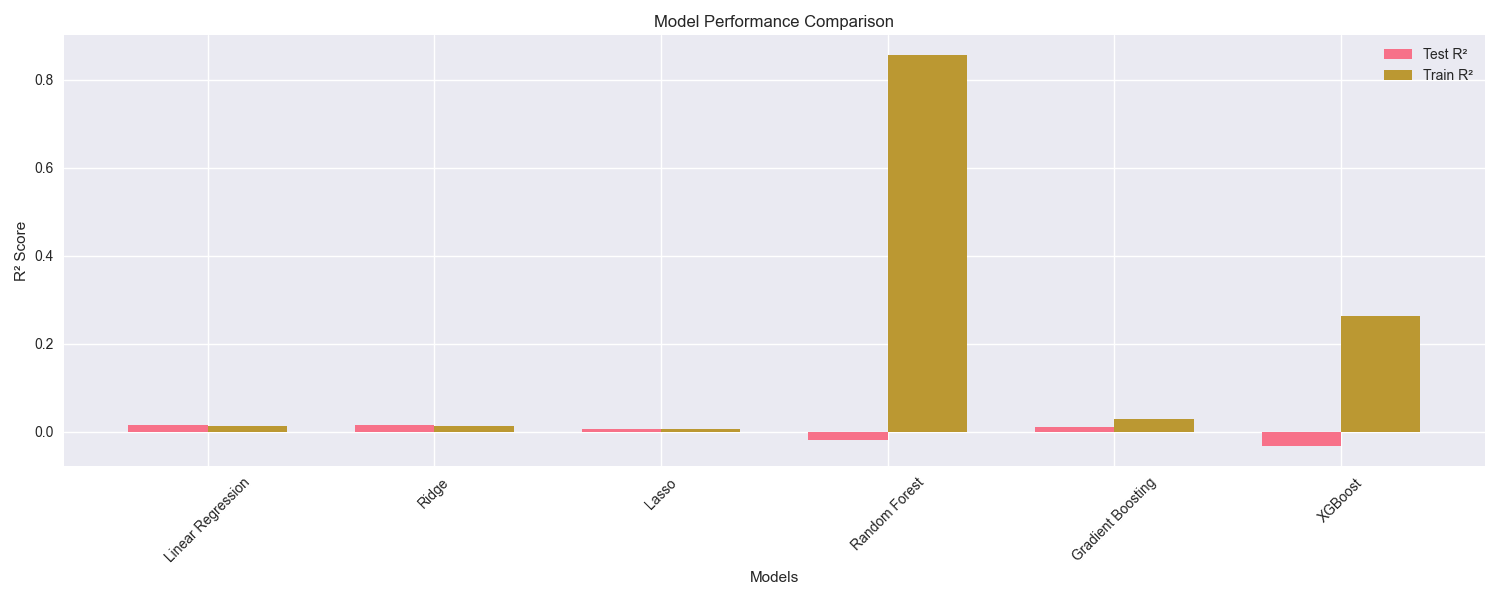 Model Performance Comparison
Test R²
Train R²
R² Score
0.8
0.6
0.4
0.2
0.0
Linear Regression
Ridge
Lasso
Random Forest
Gradient Boosting
XGBoost
Models